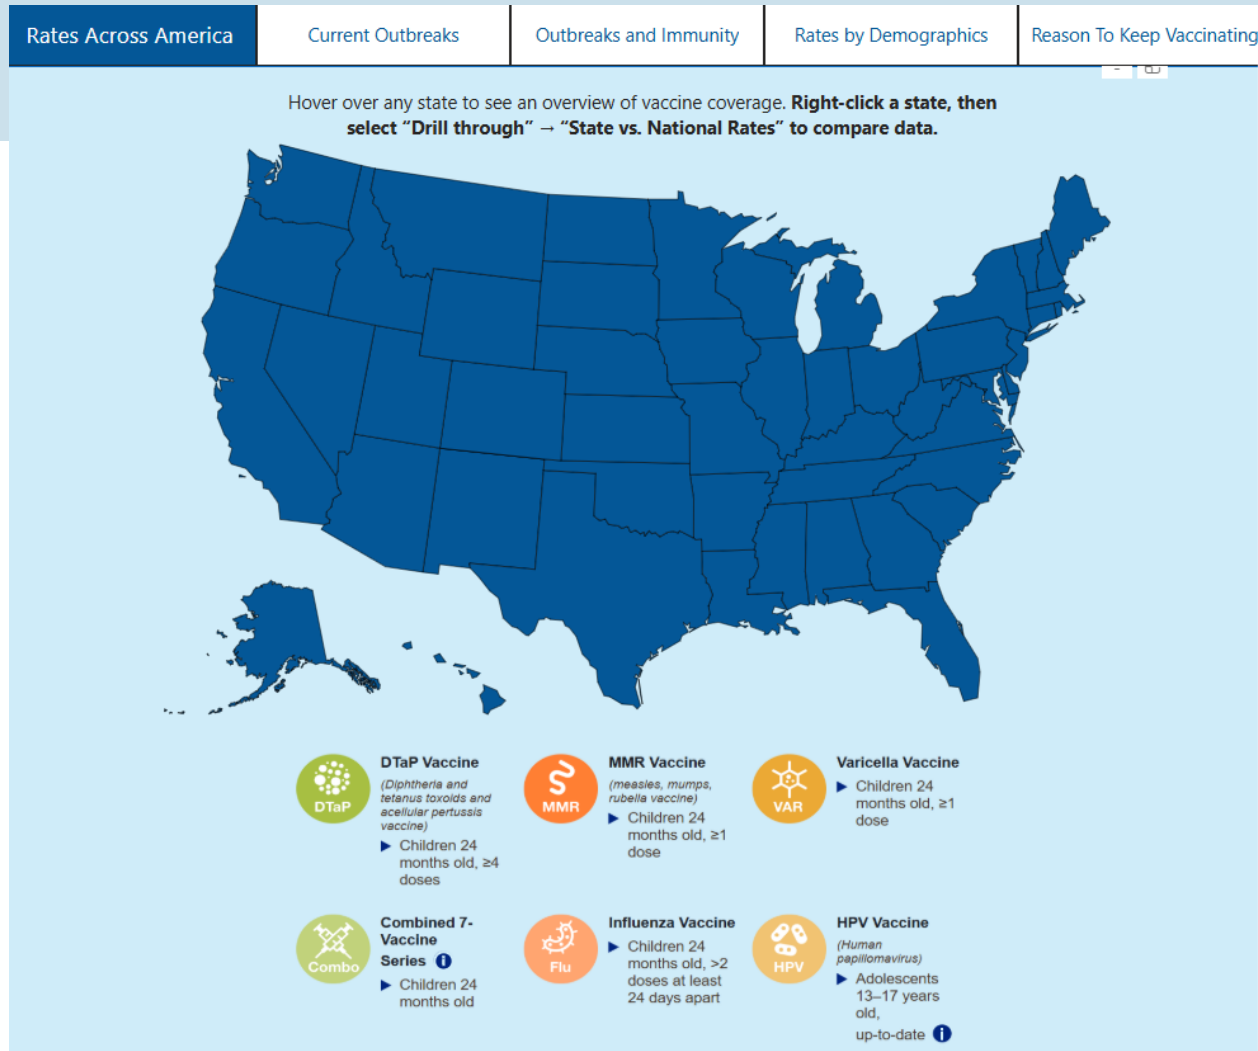 Rates Across America
Current Outbreaks
Outbreaks and Immunity
Rates by Demographics
Reason To Keep Vaccinating
Hover over any state to see an overview of vaccine coverage. Right-click a state, then
select “Drill through” → “State vs. National Rates” to compare data.
DTaP
DTaP Vaccine
(Diphtheria and
tetanus toxoids and
acellular pertussis
vaccine)
▶ Children 24
months old, ≥4
doses
MMR
MMR Vaccine
(measles, mumps,
rubella vaccine)
▶ Children 24
months old, ≥1
dose
VAR
Varicella Vaccine
▶ Children 24
months old, ≥1
dose
Combo
Combined 7-
Vaccine
Series i
▶ Children 24
months old
Flu
Influenza Vaccine
▶ Children 24
months old, >2
doses at least
24 days apart
HPV
HPV Vaccine
(Human
papillomavirus)
▶ Adolescents
13–17 years
old,
up-to-date i